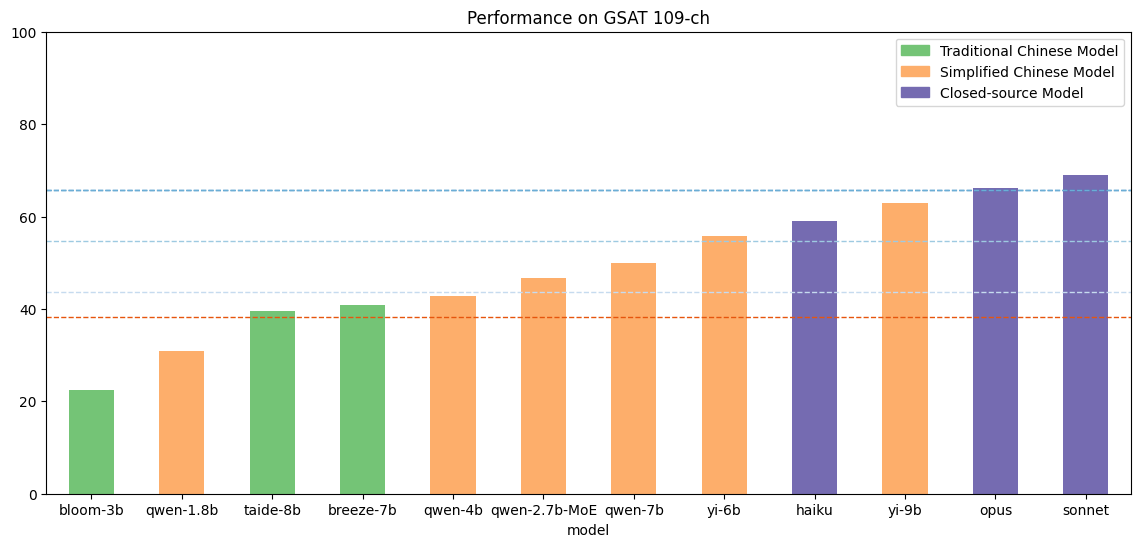 Performance on GSAT 109-ch
100
80
60
40
20
0
Traditional Chinese Model
Simplified Chinese Model
Closed-source Model
bloom-3b qwen-1.8b taide-8b breeze-7b qwen-4b qwen-2.7b-MoE qwen-7b yi-6b haiku yi-9b opus sonnet
model